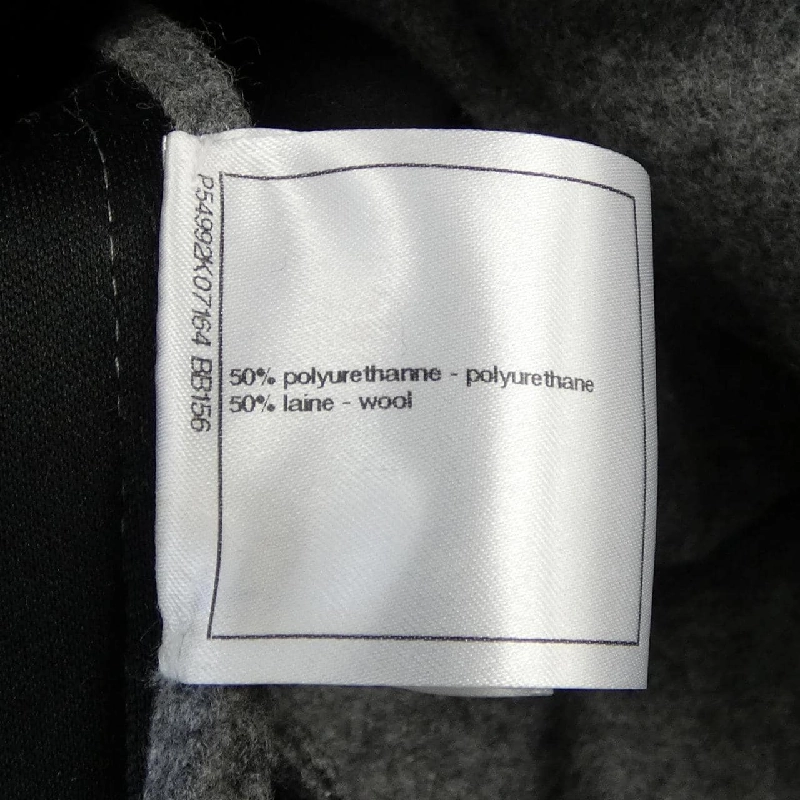 P54992K07164 BB156
50% polyurethanne - polyurethane
50% laine - wool